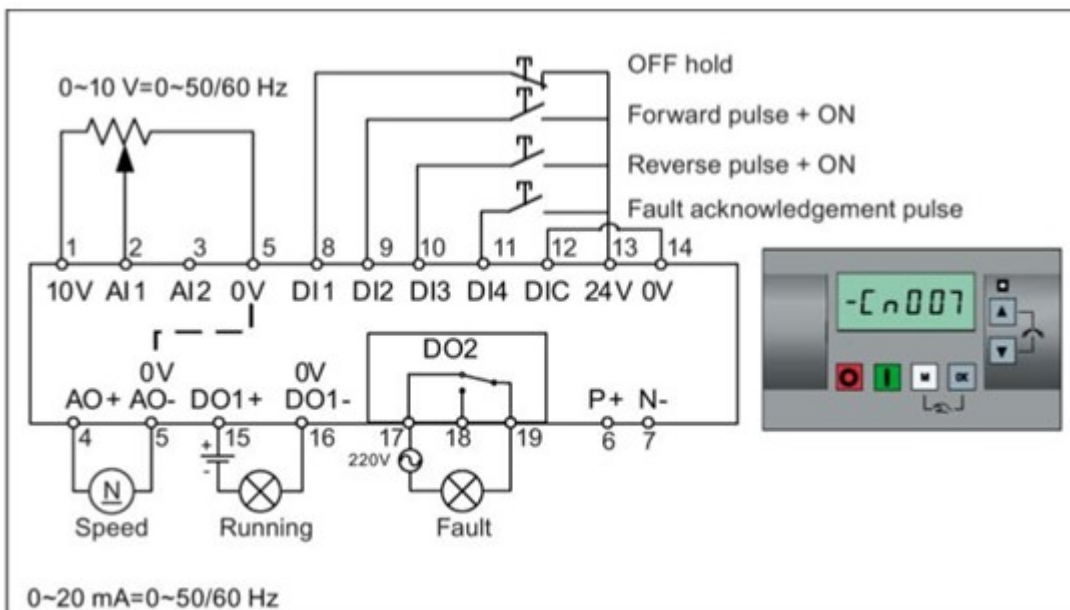 OFF hold
0~10 V=0~50/60 Hz
Forward pulse + ON
Reverse pulse + ON
Fault acknowledgement pulse
1 2 3 5 8 9 10 11 12 13 14
10V AI1 AI2 0V DI1 DI2 DI3 DI4 DIC 24V 0V
-Cn007
DO2
0V 0V
AO+ AO- DO1+ DO1- P+ N-
4 5 15 16 17 18 19 6 7
+
-
220V
N
M OK
Speed Running Fault
0~20 mA=0~50/60 Hz